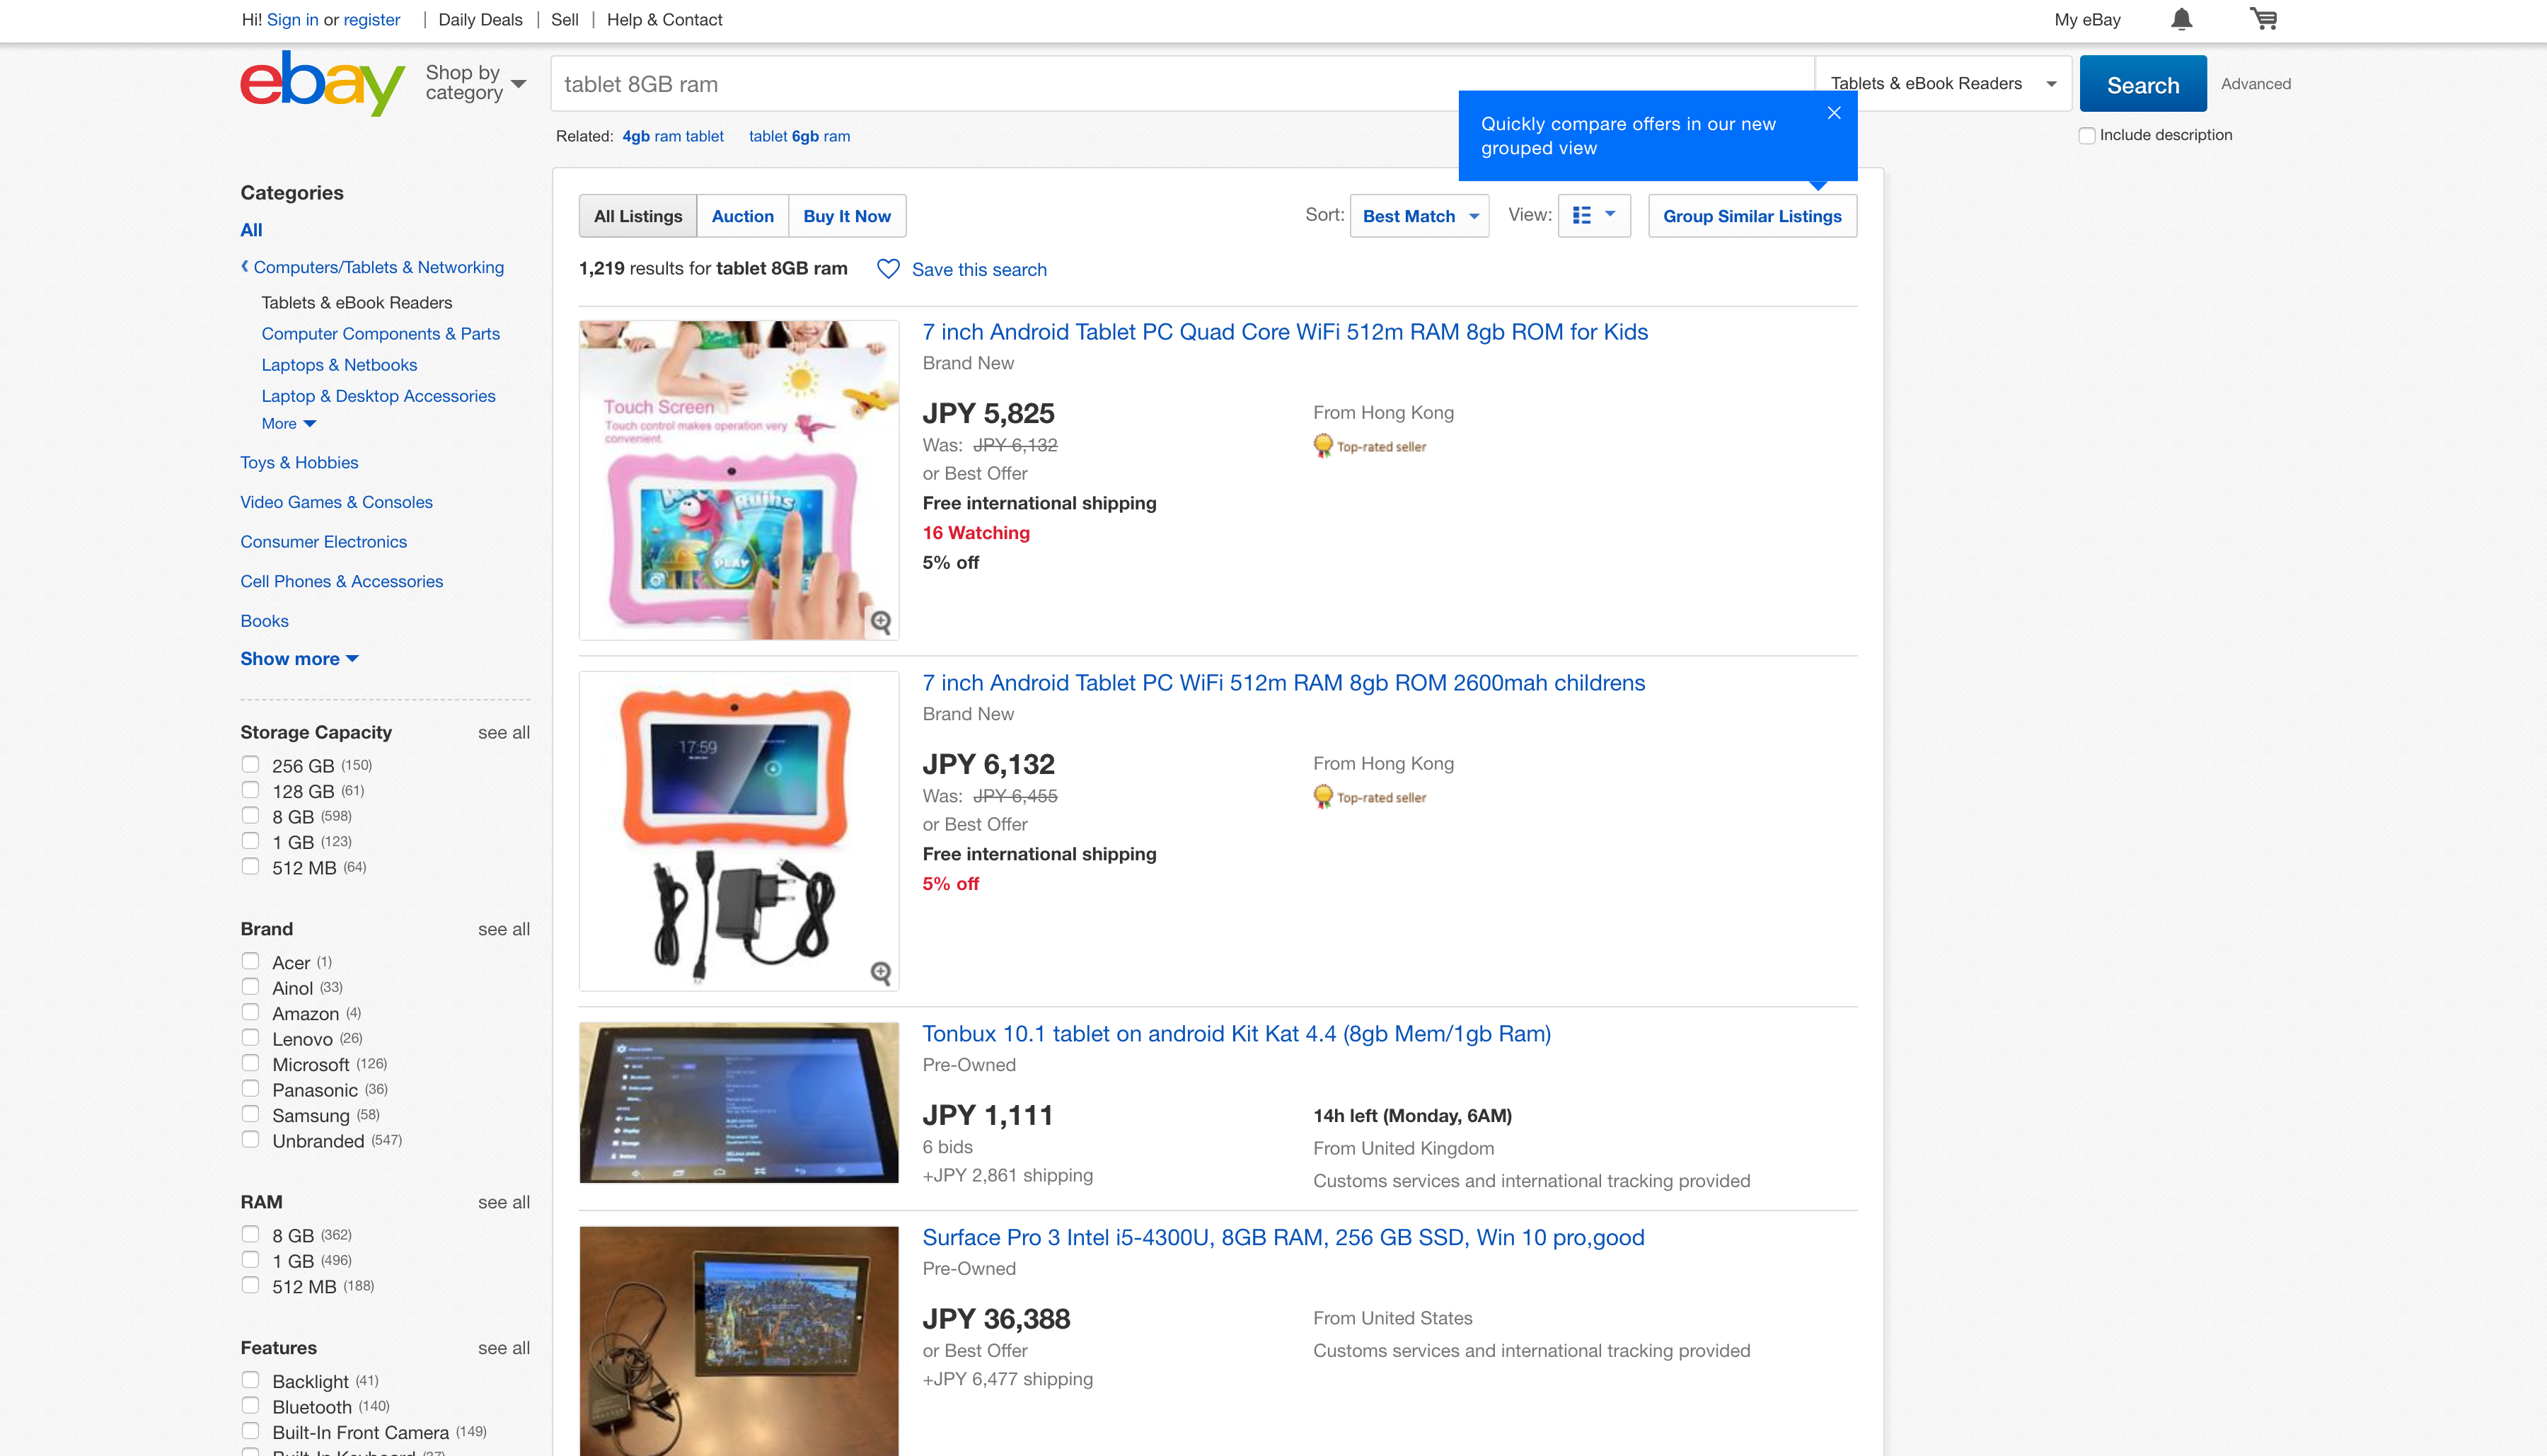 Hi! Sign in or register | Daily Deals | Sell | Help & Contact
My eBay
ebay
Shop by category
tablet 8GB ram
Tablets & eBook Readers
Search
Advanced
Include description
Related: 4gb ram tablet tablet 6gb ram
Quickly compare offers in our new
grouped view
Categories
All
Computers/Tablets & Networking
Tablets & eBook Readers
Computer Components & Parts
Laptops & Netbooks
Laptop & Desktop Accessories
More
Toys & Hobbies
Video Games & Consoles
Consumer Electronics
Cell Phones & Accessories
Books
Show more
Storage Capacity see all
256 GB (150)
128 GB (61)
8 GB (598)
1 GB (123)
512 MB (64)
Brand see all
Acer (1)
Ainol (33)
Amazon (4)
Lenovo (26)
Microsoft (126)
Panasonic (36)
Samsung (58)
Unbranded (547)
RAM see all
8 GB (362)
1 GB (496)
512 MB (188)
Features see all
Backlight (41)
Bluetooth (140)
Built-In Front Camera (149)
All Listings Auction Buy It Now
Sort: Best Match View: Group Similar Listings
1,219 results for tablet 8GB ram Save this search
Touch Screen
Touch control makes operation very
convenient
PLAY
7 inch Android Tablet PC Quad Core WiFi 512m RAM 8gb ROM for Kids
Brand New
JPY 5,825
Was: JPY 6,132
or Best Offer
Free international shipping
16 Watching
5% off
From Hong Kong
Top-rated seller
17:59
7 inch Android Tablet PC WiFi 512m RAM 8gb ROM 2600mah childrens
Brand New
JPY 6,132
Was: JPY 6,455
or Best Offer
Free international shipping
5% off
From Hong Kong
Top-rated seller
Tonbux 10.1 tablet on android Kit Kat 4.4 (8gb Mem/1gb Ram)
Pre-Owned
JPY 1,111
6 bids
+JPY 2,861 shipping
14h left (Monday, 6AM)
From United Kingdom
Customs services and international tracking provided
Surface Pro 3 Intel i5-4300U, 8GB RAM, 256 GB SSD, Win 10 pro,good
Pre-Owned
JPY 36,388
or Best Offer
+JPY 6,477 shipping
From United States
Customs services and international tracking provided